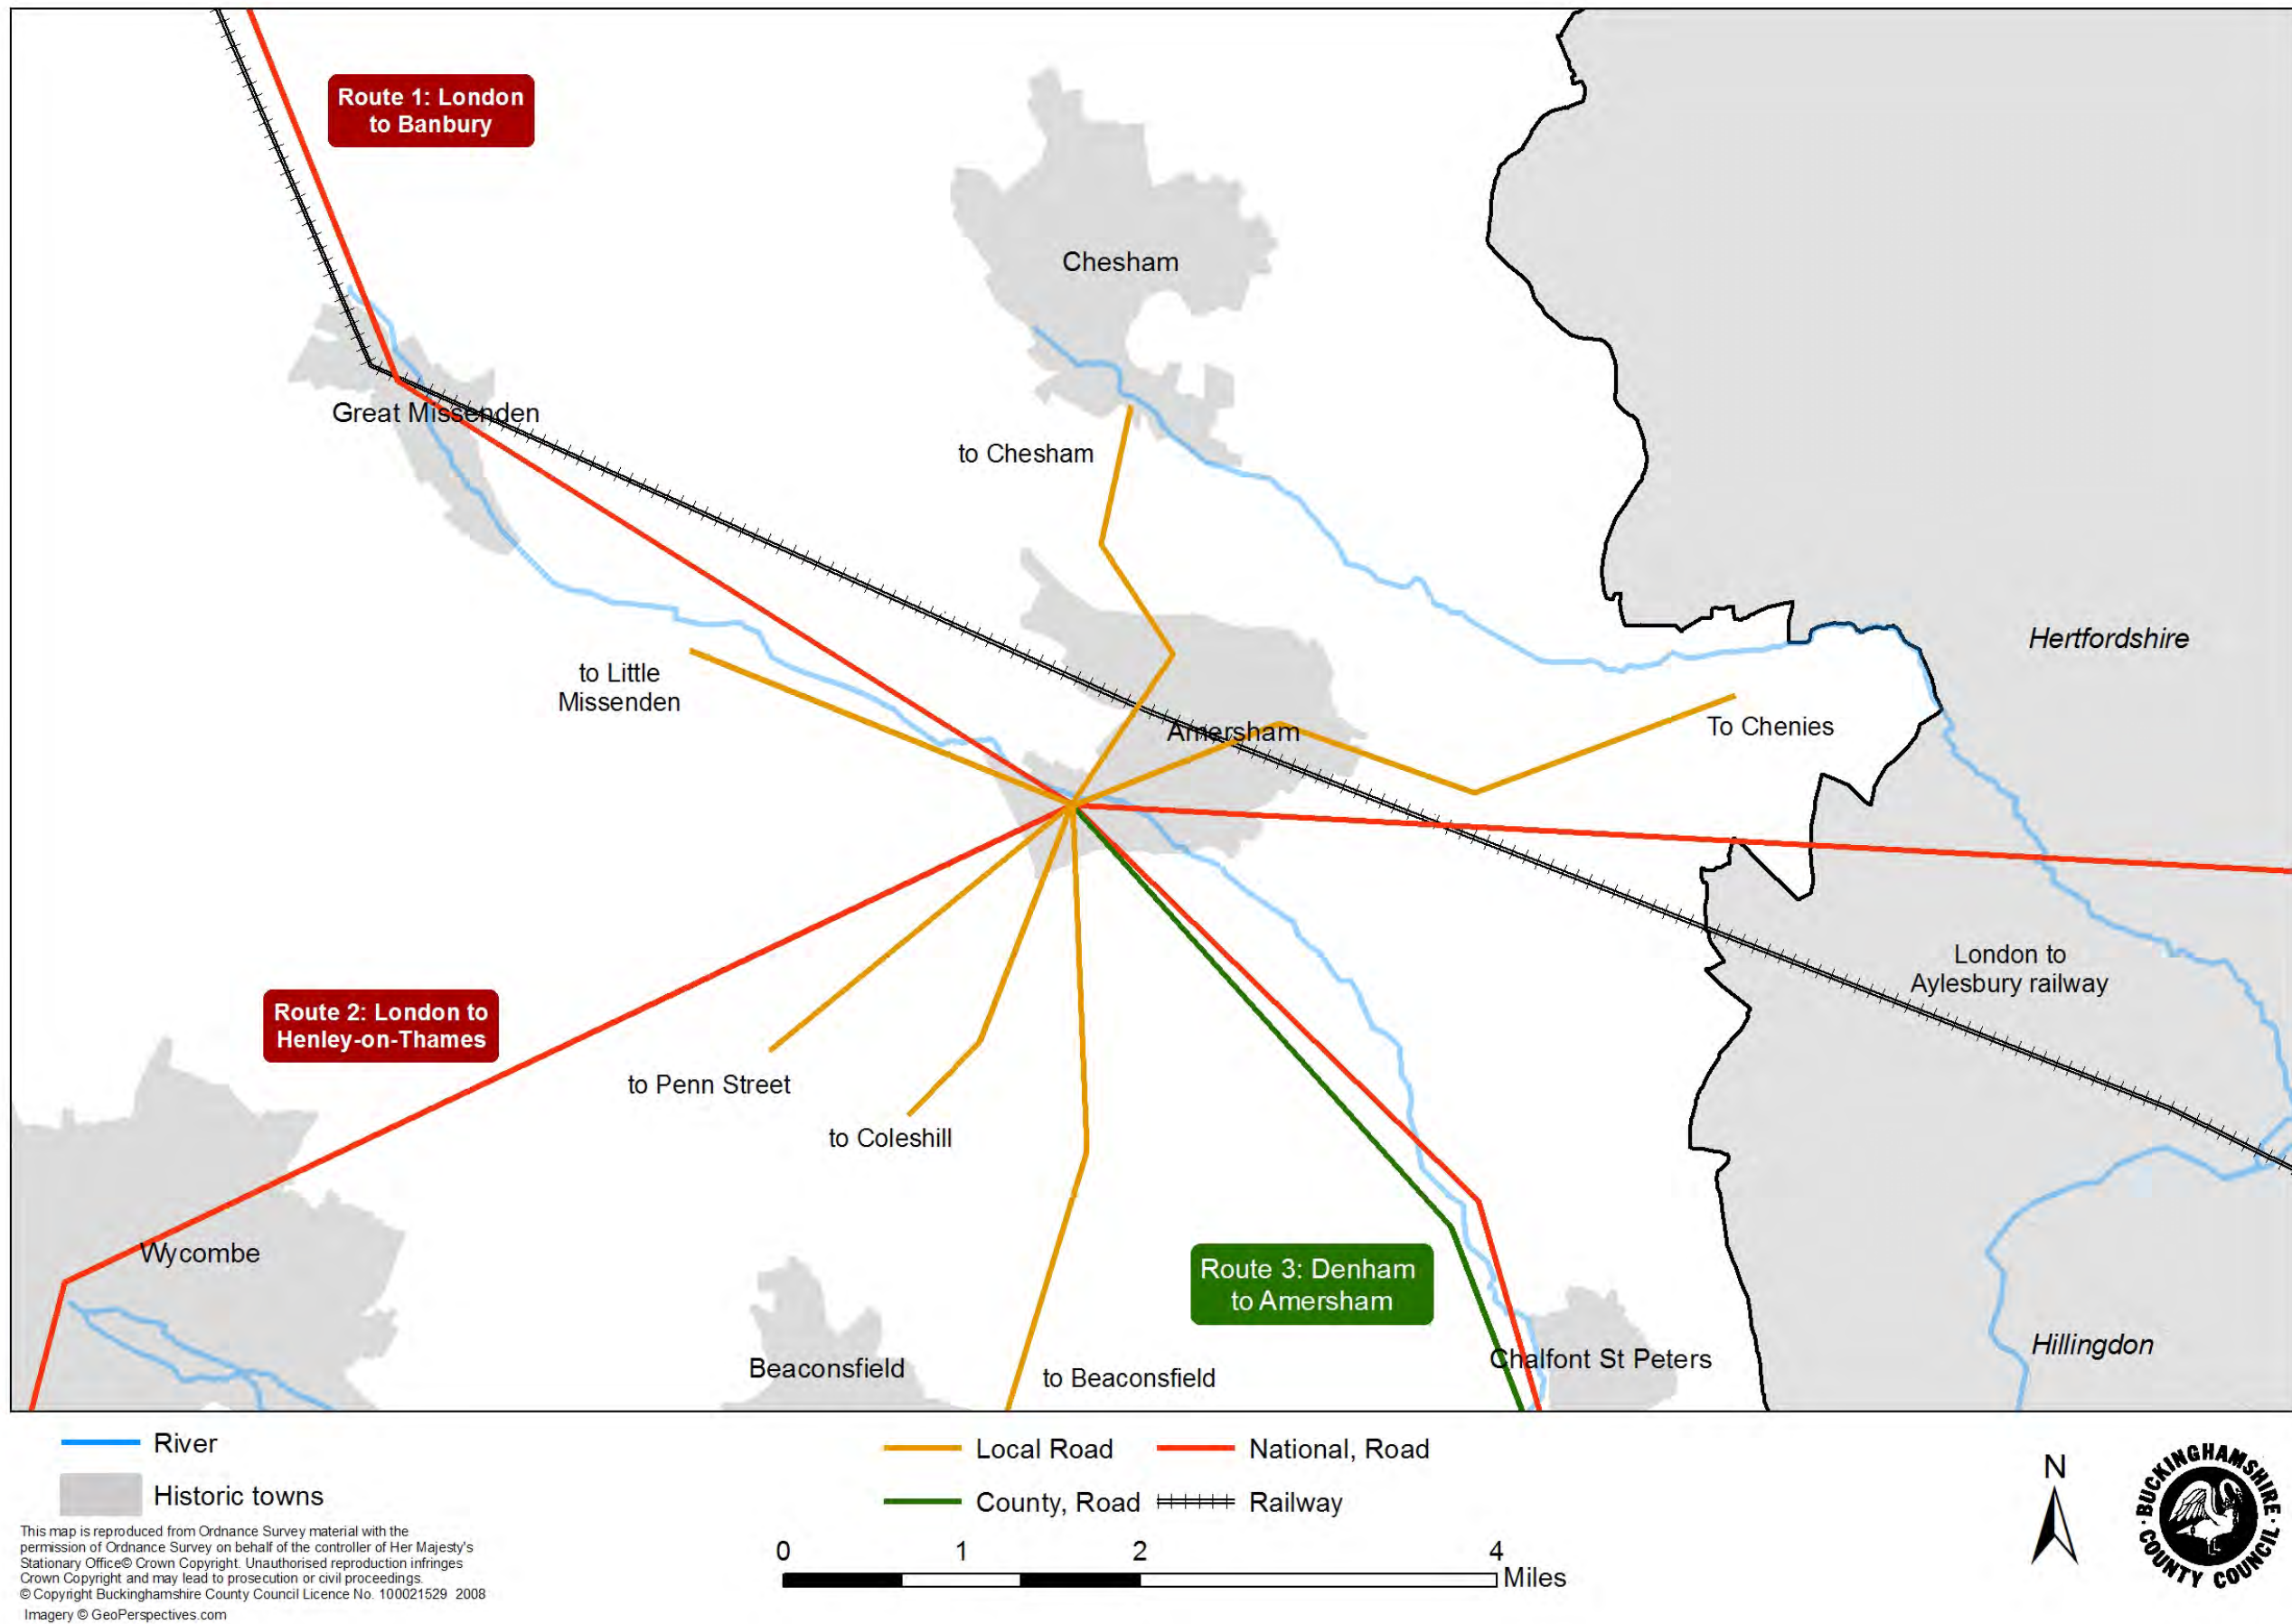 Route 1: London
to Banbury
Chesham
Great Missenden
to Chesham
Hertfordshire
to Little
Missenden
Amersham
To Chenies
London to
Aylesbury railway
Route 2: London to
Henley-on-Thames
to Penn Street
to Coleshill
Wycombe
Route 3: Denham
to Amersham
Beaconsfield
to Beaconsfield
Chalfont St Peters
Hillingdon
River
Historic towns
Local Road
National, Road
County, Road
Railway
This map is reproduced from Ordnance Survey material with the
permission of Ordnance Survey on behalf of the controller of Her Majesty's
Stationary Office© Crown Copyright. Unauthorised reproduction infringes
Crown Copyright and may lead to prosecution or civil proceedings.
© Copyright Buckinghamshire County Council Licence No. 100021529 2008
Imagery © GeoPerspectives.com
0 1 2 4
Miles
N
BUCKINGHAMSHIRE
COUNTY COUNCIL